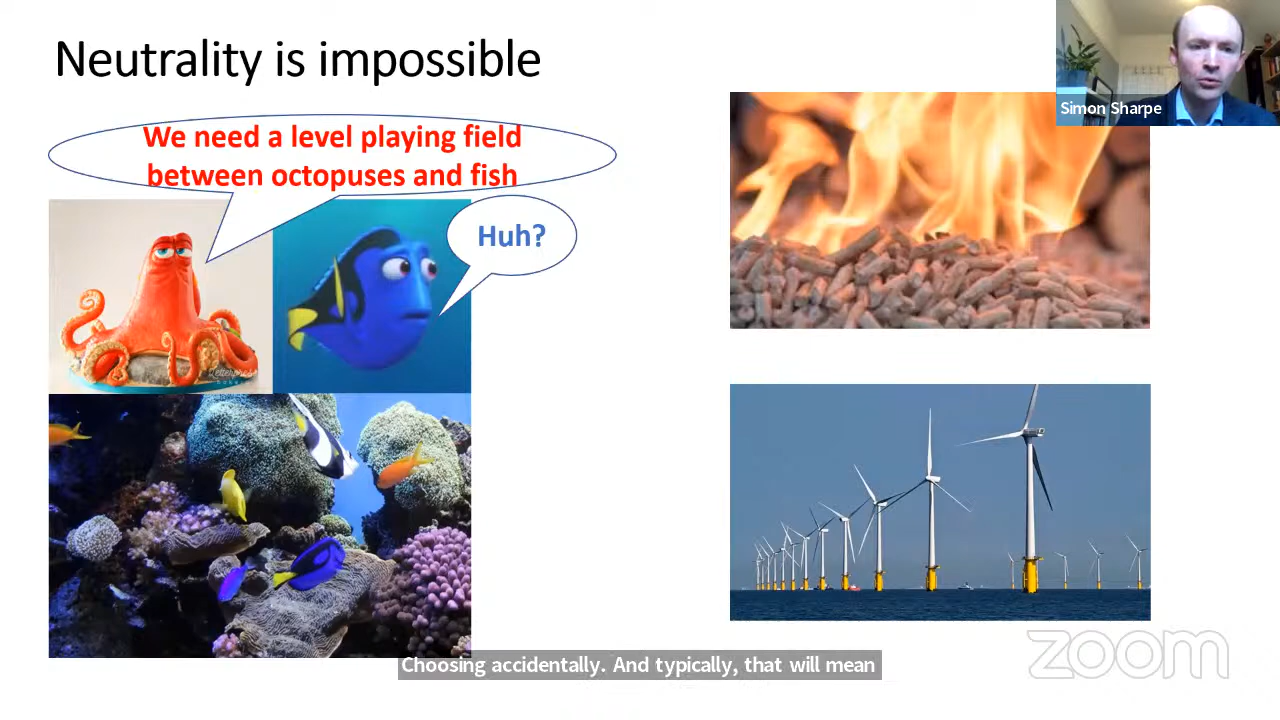 Neutrality is impossible
Simon Sharpe
We need a level playing field
between octopuses and fish
Huh?
zoom
Choosing accidentally. And typically, that will mean